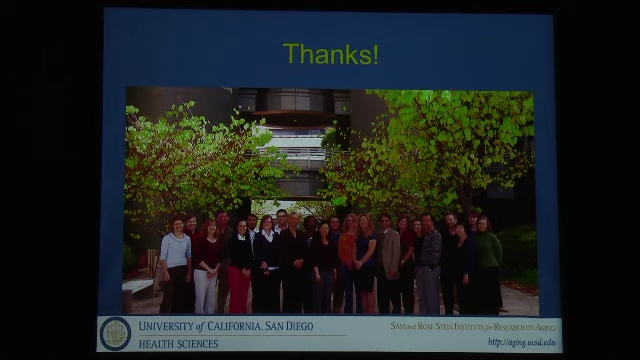 Thanks!
UNIVERSITY of CALIFORNIA, SAN DIEGO
HEALTH SCIENCES
SAM AND ROSE STEIN INSTITUTE for RESEARCH ON AGING
http://aging.ucsd.edu